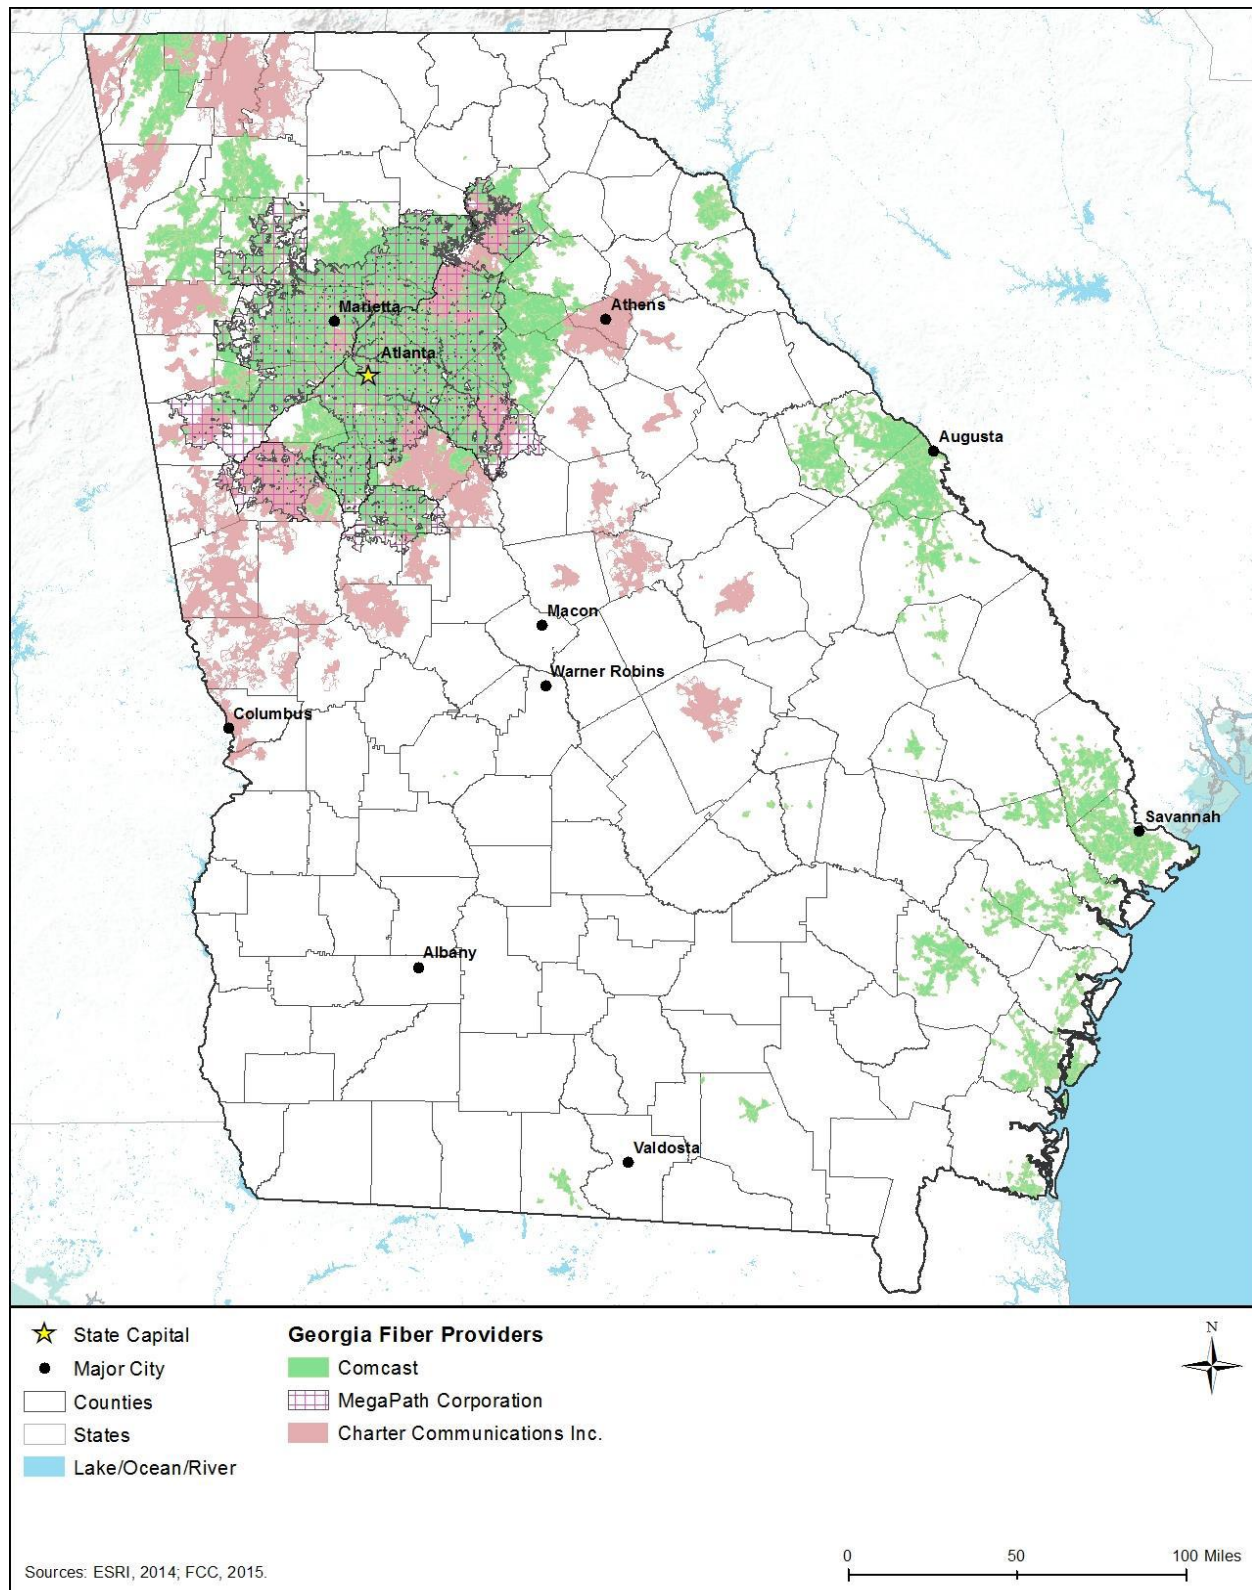 Marietta
Athens
Atlanta
Augusta
Macon
Warner Robins
Columbus
Savannah
Albany
Valdosta
State Capital
Major City
Counties
States
Lake/Ocean/River
Georgia Fiber Providers
Comcast
MegaPath Corporation
Charter Communications Inc.
N
0 50 100 Miles
Sources: ESRI, 2014; FCC, 2015.